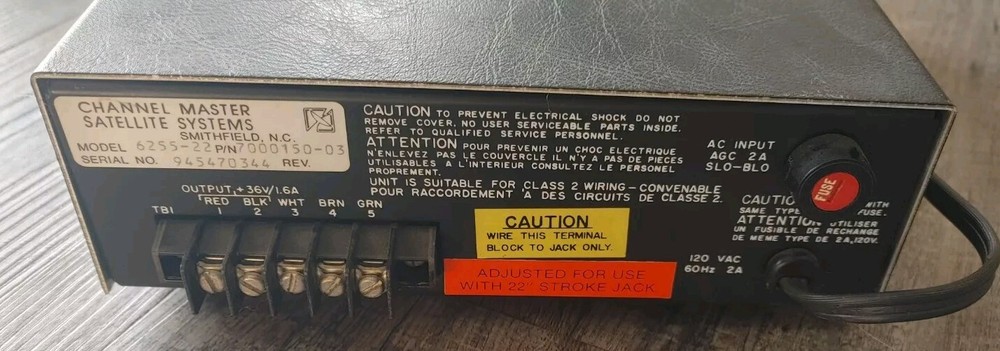 CHANNEL MASTER
SATELLITE SYSTEMS
SMITHFIELD, N.C.
MODEL 6255-22 P/N 7000150-03
SERIAL NO. 945470344 REV.
CAUTION TO PREVENT ELECTRICAL SHOCK DO NOT
REMOVE COVER. NO USER SERVICEABLE PARTS INSIDE.
REFER TO QUALIFIED SERVICE PERSONNEL.
ATTENTION POUR PREVENIR UN CHOC ELECTRIQUE
N'ENLEVEZ PAS LE COUVERCLE IL N'Y A PAS DE PIECES
UTILISABLES A L'INTERIEUR CONSULTEZ LE PERSONEL
PROPREMENT.
UNIT IS SUITABLE FOR CLASS 2 WIRING - CONVENABLE
POUR RACCORDEMENT A DES CIRCUITS DE CLASSE 2.
AC INPUT
AGC 2A
SLO-BLO
FUSE
WITH
SAME TYPE FUSE.
ATTENTION UTILISER
UN FUSIBLE DE RECHANGE
DE MEME TYPE DE 2A, 120V.
120 VAC
60Hz 2A
OUTPUT, +36V/1.6A
TB1 RED BLK WHT BRN GRN
1 2 3 4 5
CAUTION
WIRE THIS TERMINAL
BLOCK TO JACK ONLY.
ADJUSTED FOR USE
WITH 22" STROKE JACK